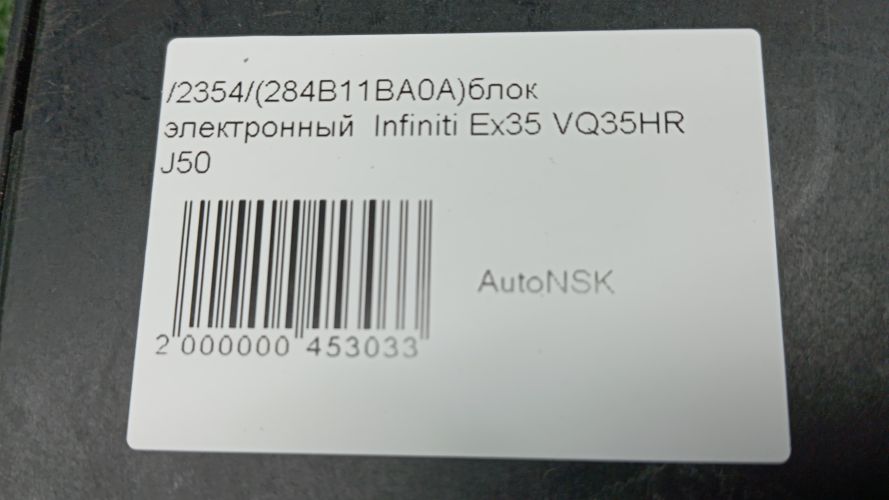 /2354/(284B11BA0A)блок
электронный Infiniti Ex35 VQ35HR
J50
AutoNSK
2 000000 453033